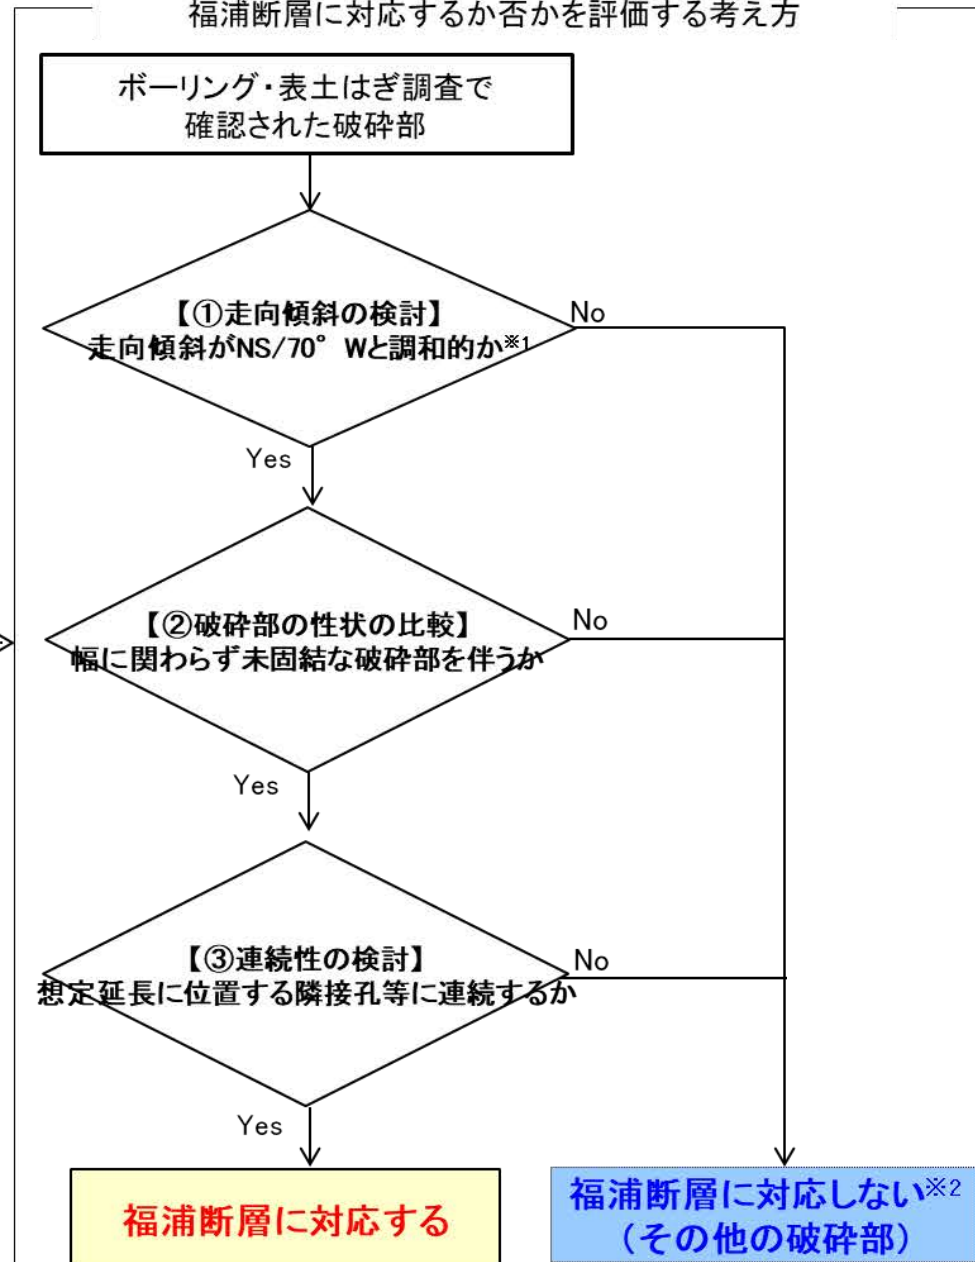 福浦断層に対応するか否かを評価する考え方
ボーリング・表土はぎ調査で
確認された破砕部
【①走向傾斜の検討】
走向傾斜がNS/70°Wと調和的か※1
No
Yes
【②破砕部の性状の比較】
幅に関わらず未固結な破砕部を伴うか
No
Yes
【③連続性の検討】
想定延長に位置する隣接孔等に連続するか
No
Yes
福浦断層に対応する
福浦断層に対応しない※2
（その他の破砕部）